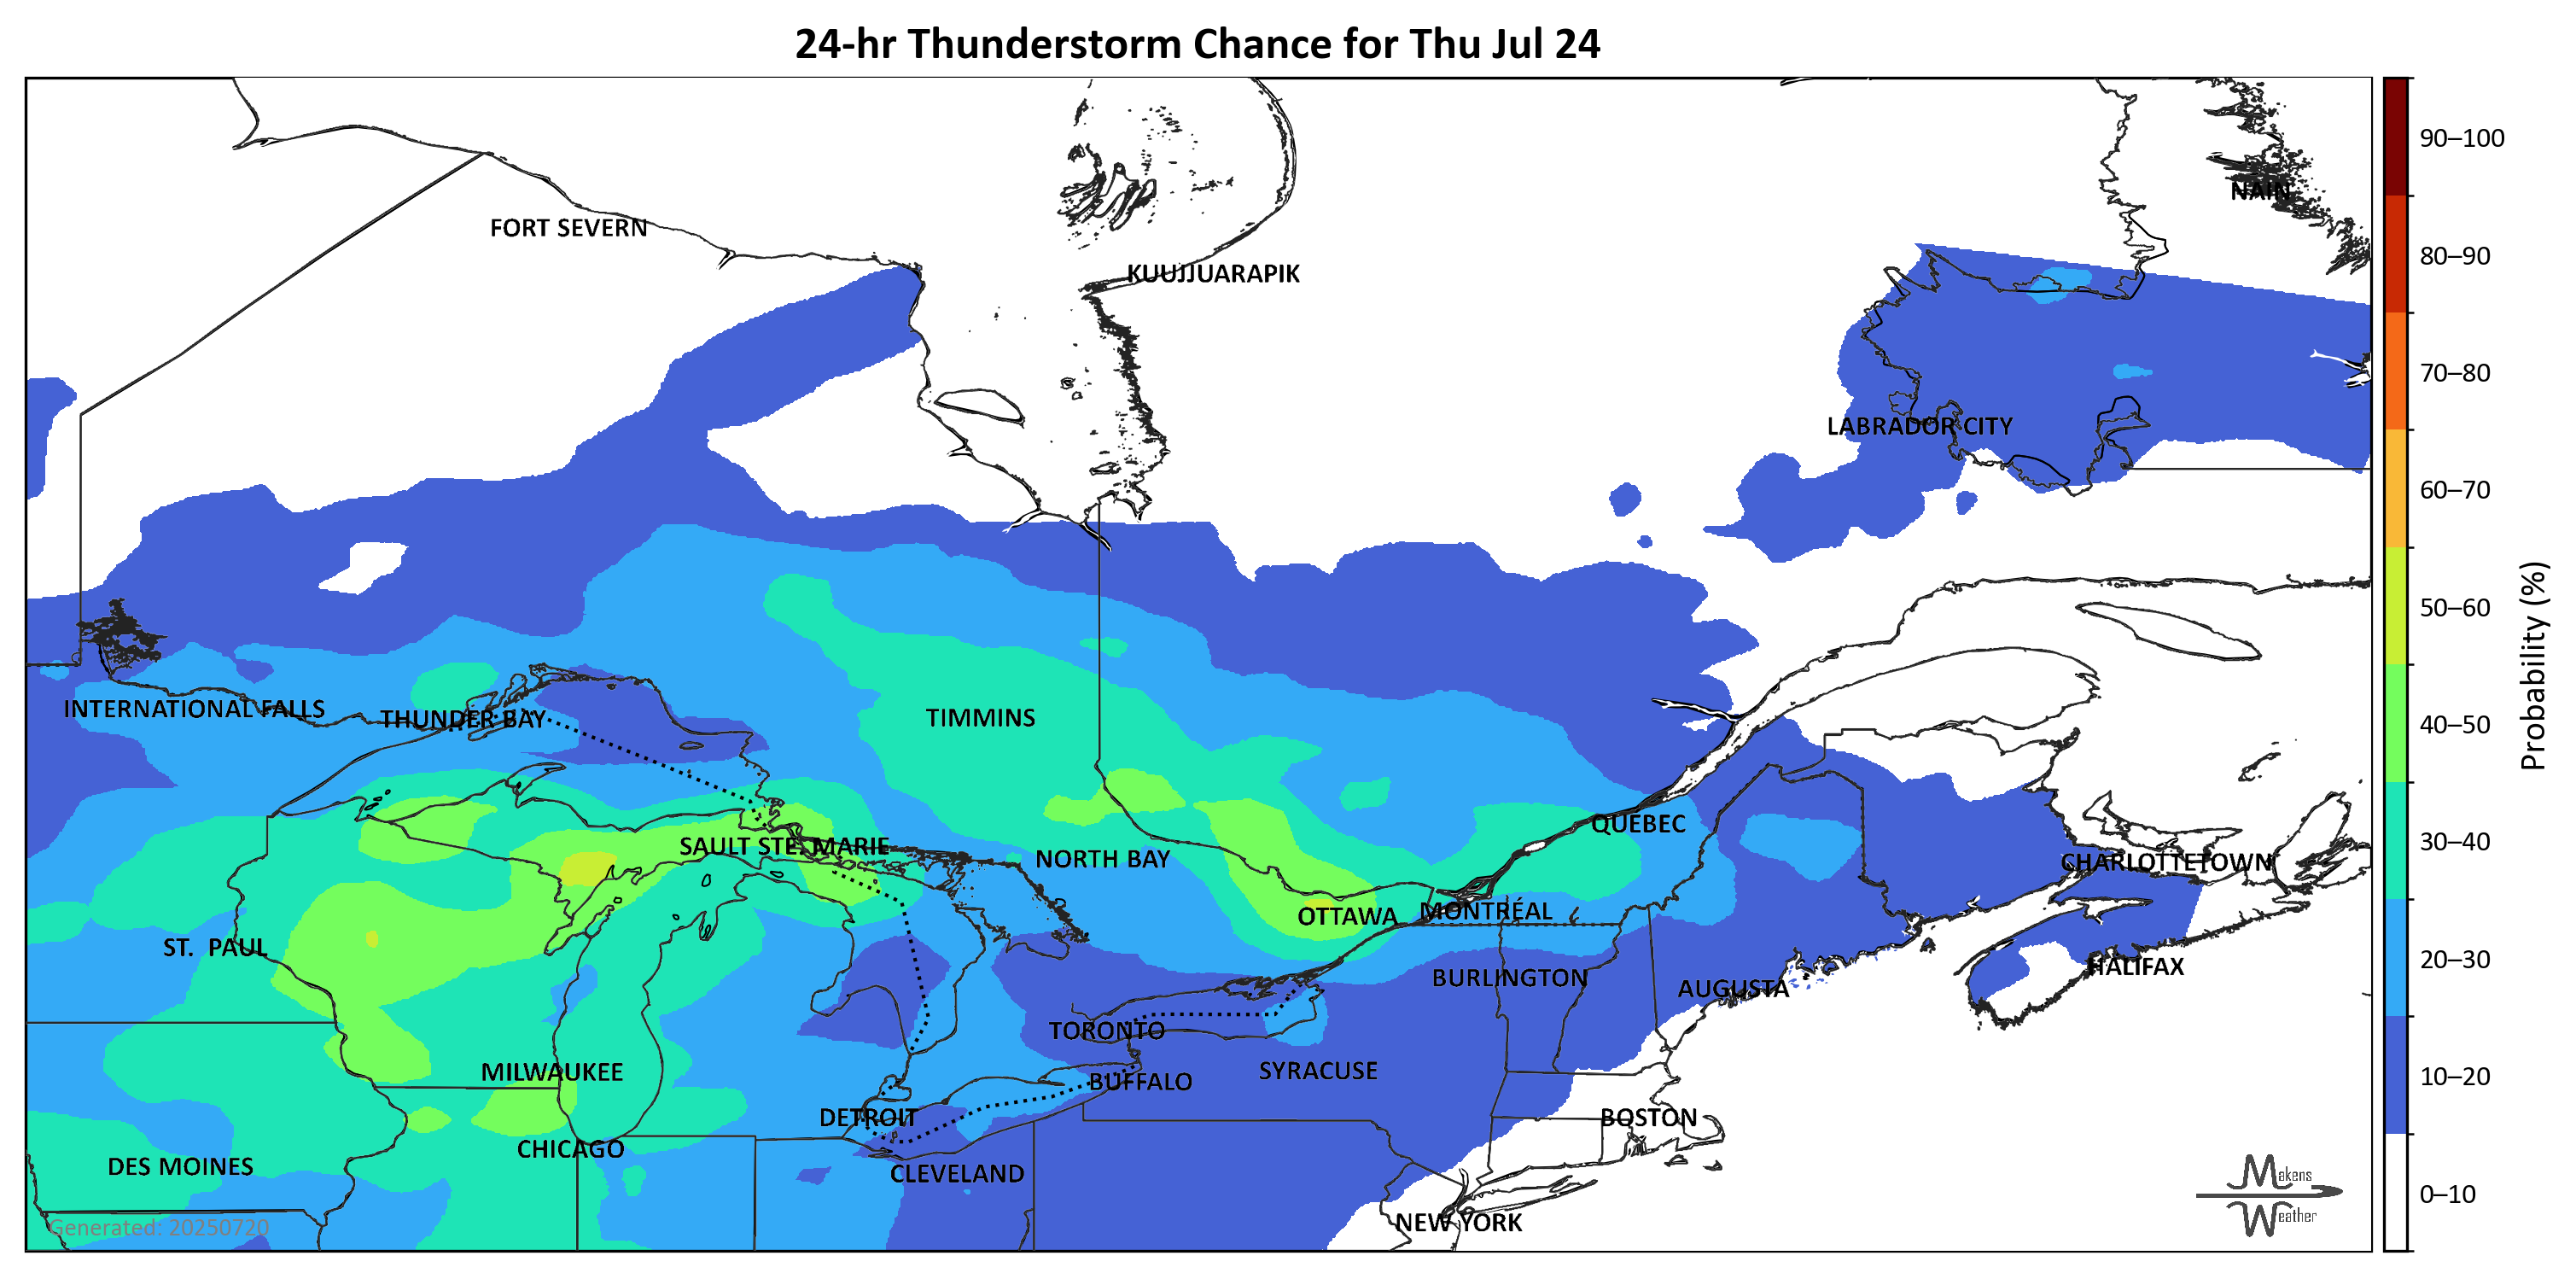 24-hr Thunderstorm Chance for Thu Jul 24
90–100
NAIN
FORT SEVERN
80–90
KUUJJUARAPIK
70–80
LABRADOR CITY
60–70
50–60
Probability (%)
INTERNATIONAL FALLS
THUNDER BAY
TIMMINS
40–50
QUÉBEC
SAULT STE. MARIE
NORTH BAY
CHARLOTTETOWN
30–40
OTTAWA
MONTRÉAL
ST. PAUL
20–30
HALIFAX
BURLINGTON
AUGUSTA
TORONTO
MILWAUKEE
SYRACUSE
BUFFALO
10–20
DETROIT
BOSTON
CHICAGO
DES MOINES
CLEVELAND
Makens
Weather
0–10
NEW YORK
Generated: 20250720